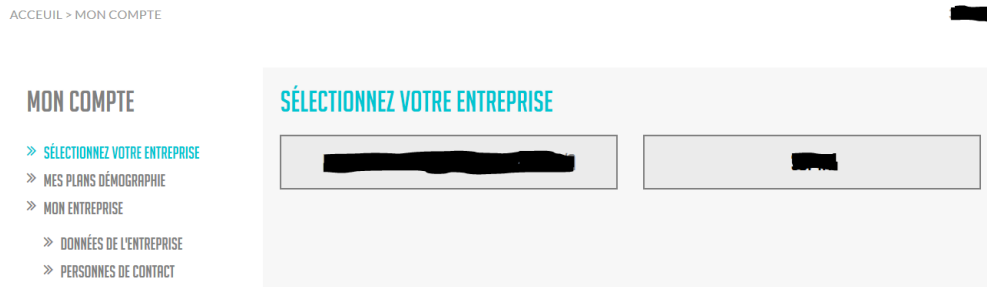 ACCEUIL > MON COMPTE
MON COMPTE
SÉLECTIONNEZ VOTRE ENTREPRISE
MES PLANS DÉMOGRAPHIE
MON ENTREPRISE
DONNÉES DE L'ENTREPRISE
PERSONNES DE CONTACT
SÉLECTIONNEZ VOTRE ENTREPRISE